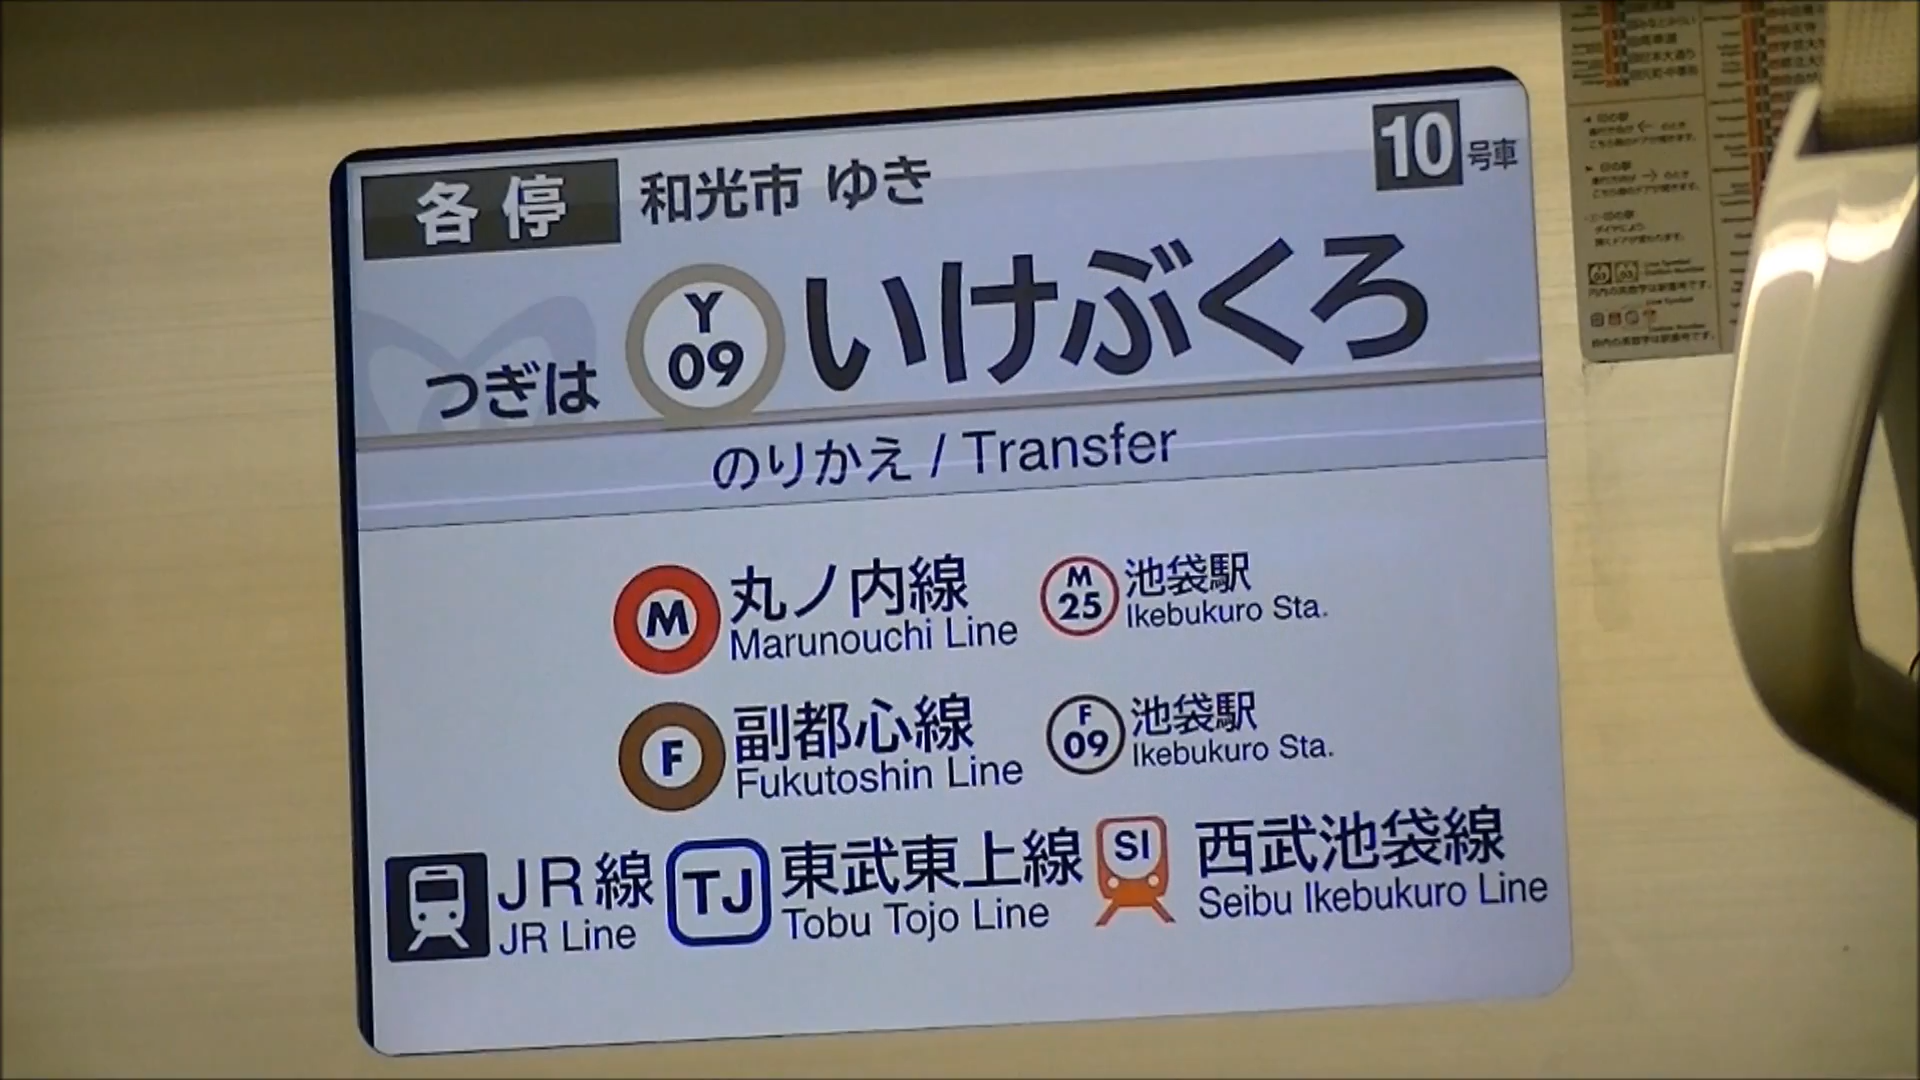 各停 和光市 ゆき 10号車
つぎは Y 09 いけぶくろ
のりかえ / Transfer
M 丸ノ内線 M 25 池袋駅
Marunouchi Line Ikebukuro Sta.
F 副都心線 F 09 池袋駅
Fukutoshin Line Ikebukuro Sta.
JR線 TJ 東武東上線 SI 西武池袋線
JR Line Tobu Tojo Line Seibu Ikebukuro Line